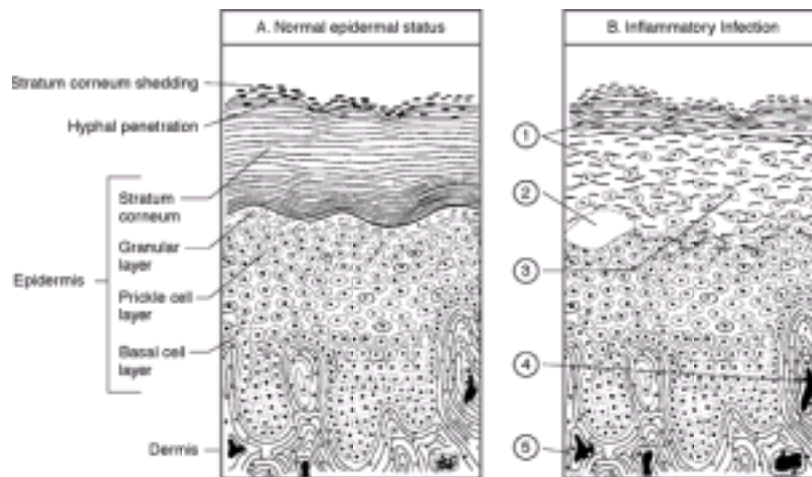 A. Normal epidermal status
B. Inflammatory Infection
Stratum corneum shedding
Hyphal penetration
Stratum
corneum
Granular
layer
Epidermis
Prickle cell
layer
Basal cell
layer
Dermis
1
2
3
4
5